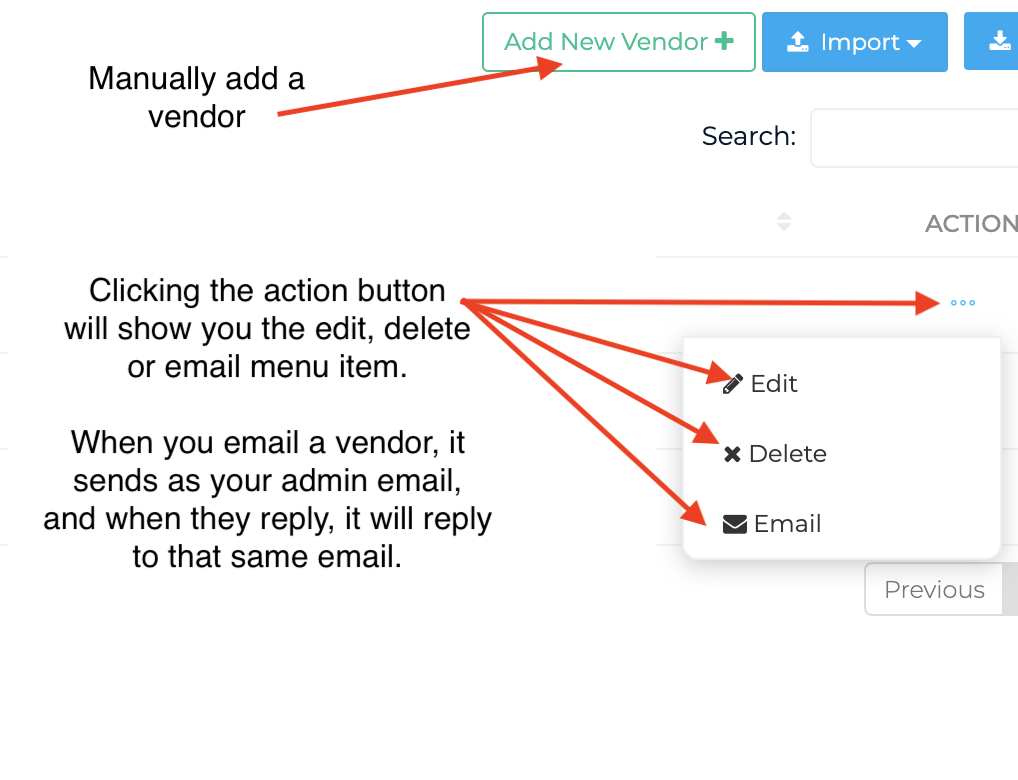 Add New Vendor
Import
Manually add a
vendor
Search:
ACTION
Clicking the action button
will show you the edit, delete
or email menu item.
Edit
Delete
When you email a vendor, it
sends as your admin email,
and when they reply, it will reply
to that same email.
Email
Previous